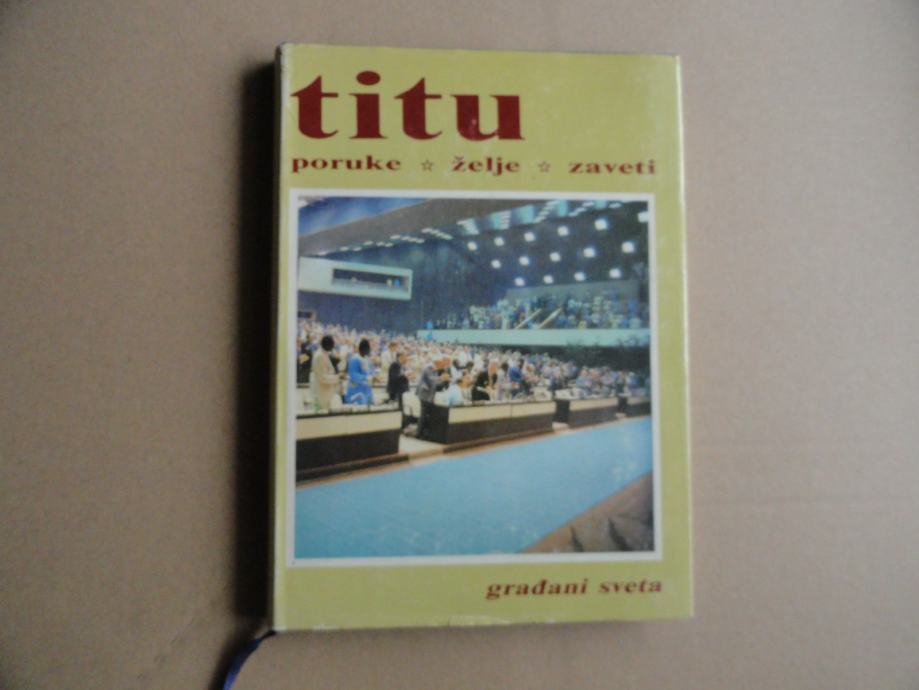 titu
poruke ☆ želje ☆ zaveti
građani sveta